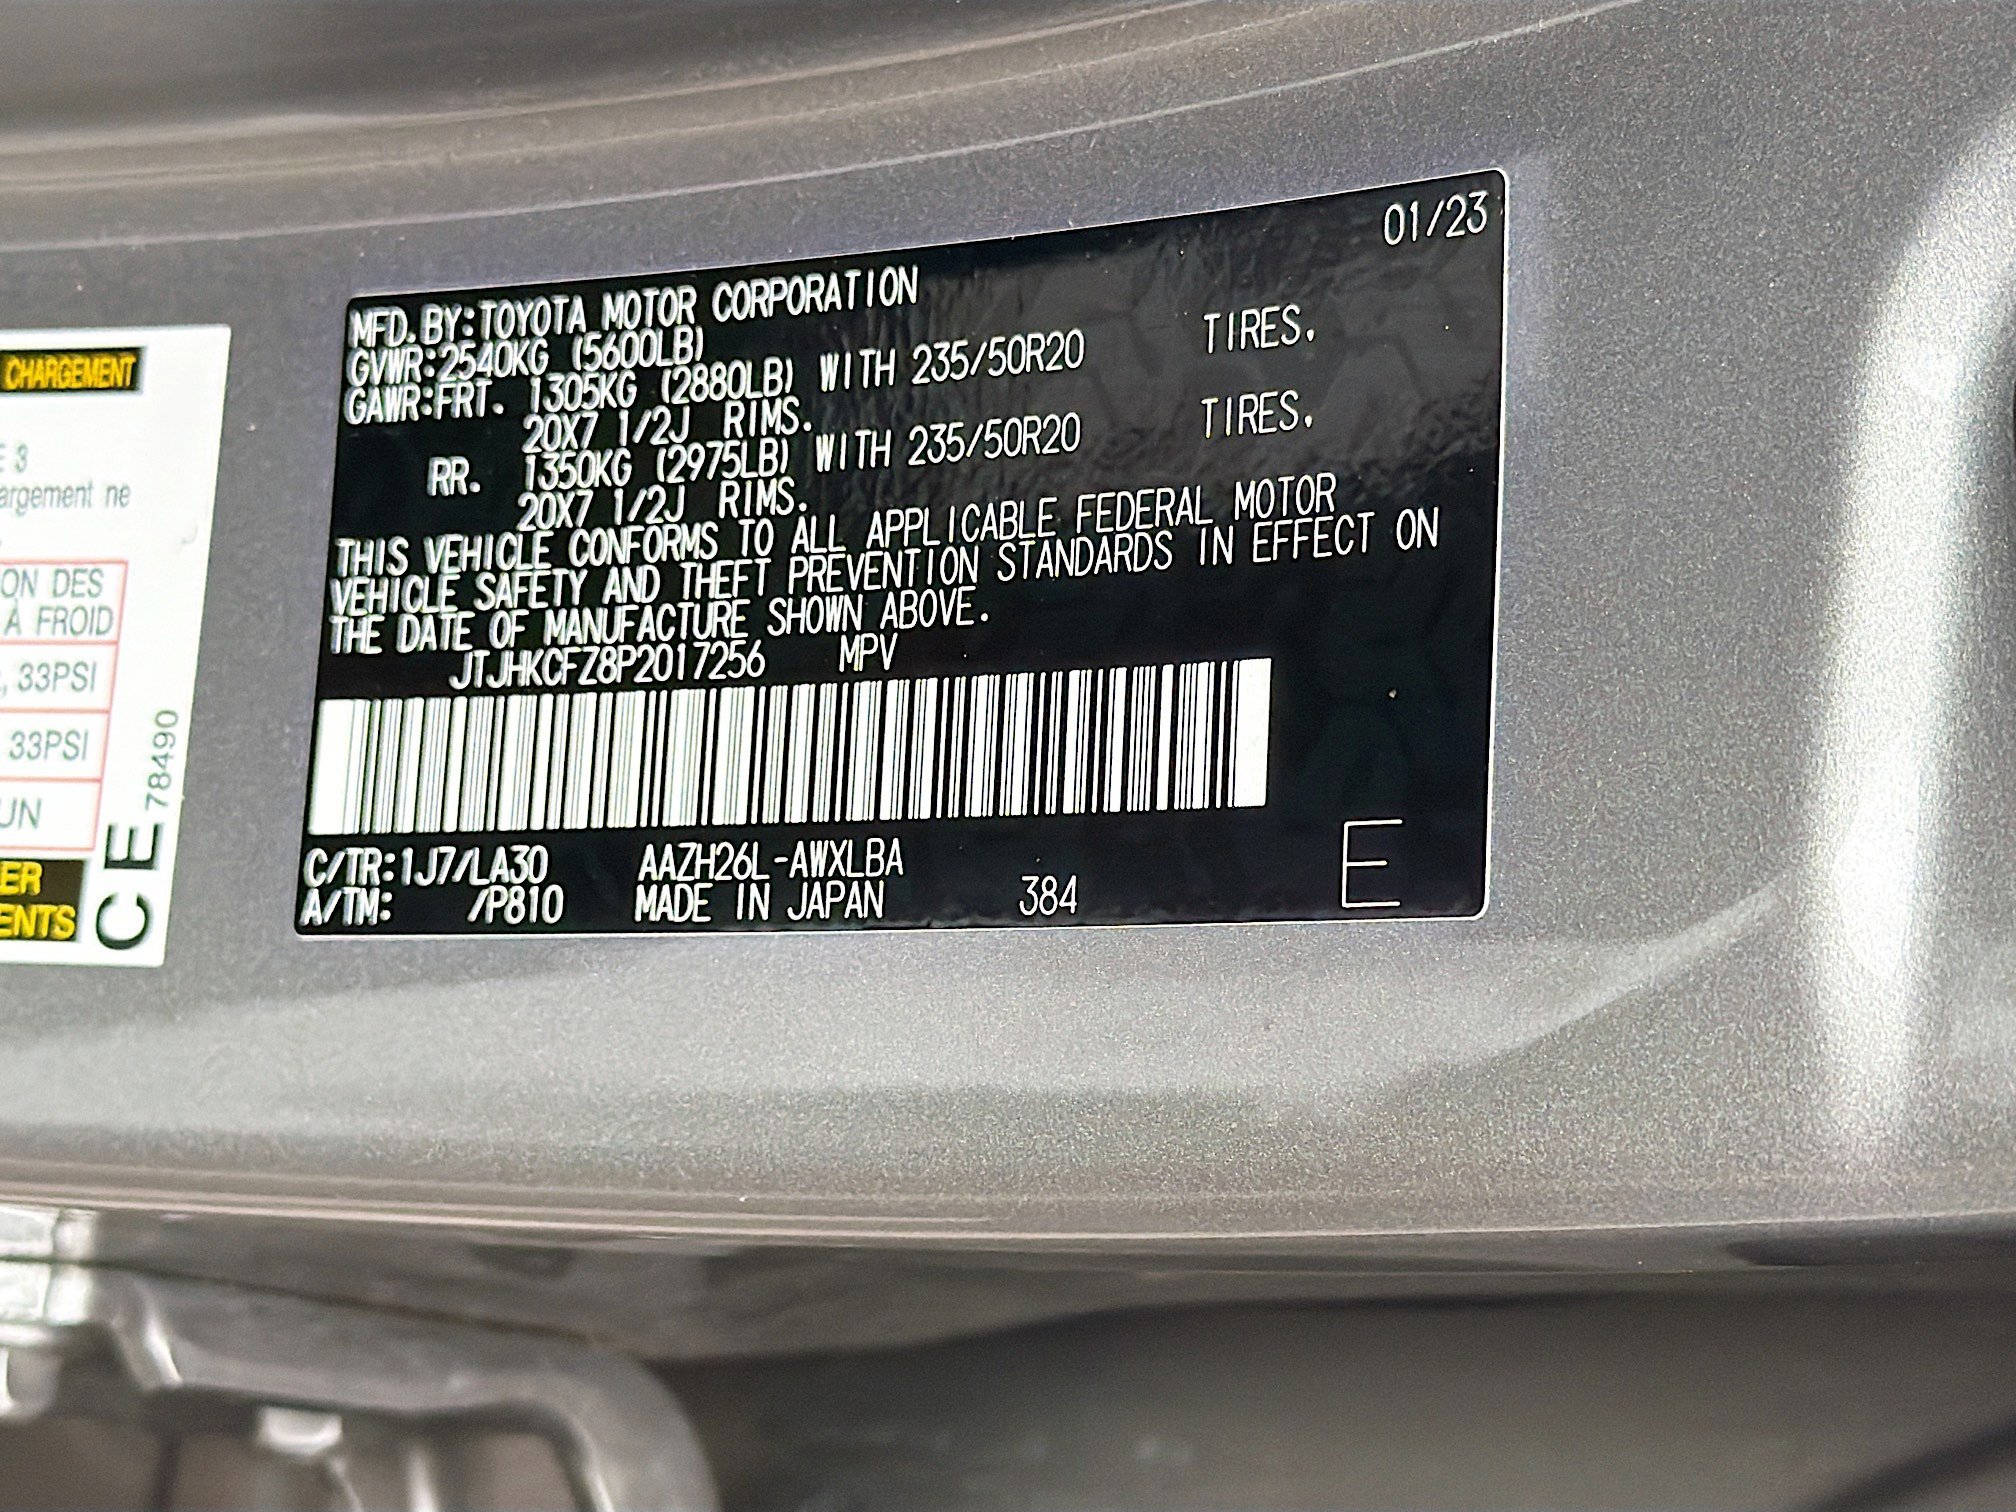 CHARGEMENT
E 3
argement ne
ON DES
À FROID
, 33PSI
33PSI
UN
ER
ENTS
CE 78490
01/23
MFD. BY:TOYOTA MOTOR CORPORATION
GVWR:2540KG (5600LB)
GAWR:FRT. 1305KG (2880LB) WITH 235/50R20 TIRES.
20X7 1/2J RIMS.
RR. 1350KG (2975LB) WITH 235/50R20 TIRES.
20X7 1/2J RIMS.
THIS VEHICLE CONFORMS TO ALL APPLICABLE FEDERAL MOTOR
VEHICLE SAFETY AND THEFT PREVENTION STANDARDS IN EFFECT ON
THE DATE OF MANUFACTURE SHOWN ABOVE.
JTJHKCFZ8P2017256 MPV
C/TR:1J7/LA30 AAZH26L-AWXLBA
A/TM: /P810 MADE IN JAPAN 384
E